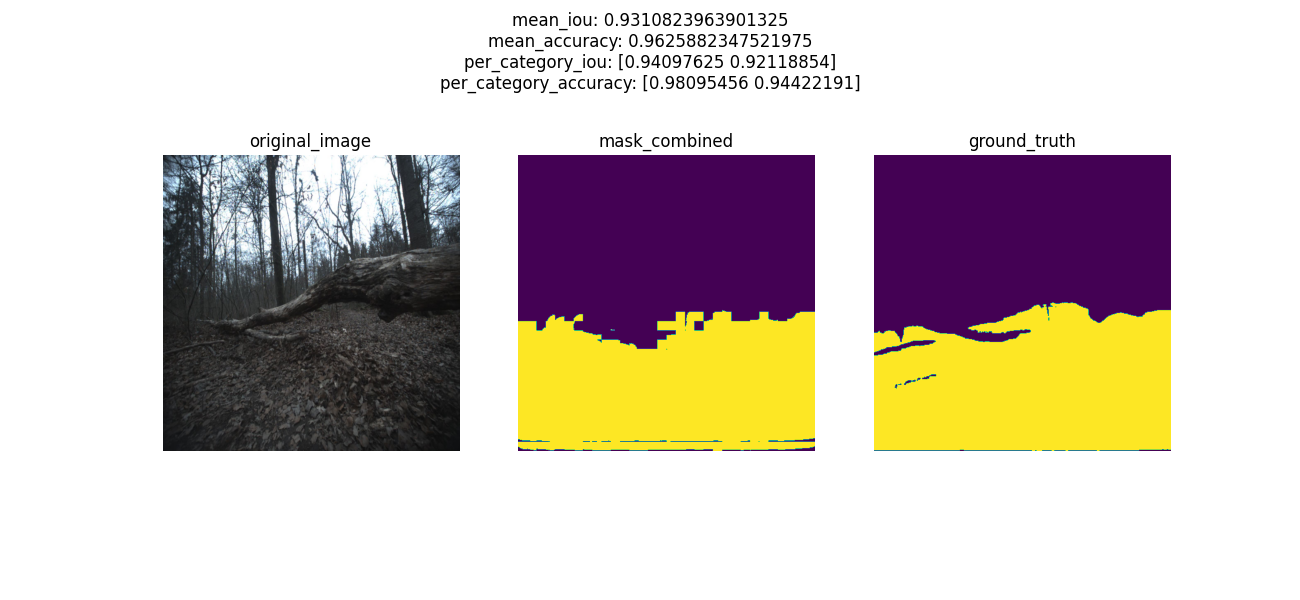 mean_iou: 0.9310823963901325
mean_accuracy: 0.9625882347521975
per_category_iou: [0.94097625 0.92118854]
per_category_accuracy: [0.98095456 0.94422191]
original_image
mask_combined
ground_truth